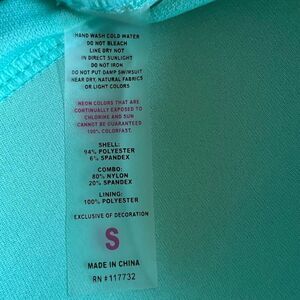 HAND WASH COLD WATER
DO NOT BLEACH
LINE DRY NOT
IN DIRECT SUNLIGHT
DO NOT IRON
DO NOT PUT DAMP SWIMSUIT
NEAR DRY, NATURAL FABRICS
OR LIGHT COLORS
NEON COLORS THAT ARE
CONTINUALLY EXPOSED TO
CHLORINE AND SUN
CANNOT BE GUARANTEED
100% COLORFAST.
SHELL:
94% POLYESTER
6% SPANDEX
COMBO:
80% NYLON
20% SPANDEX
LINING:
100% POLYESTER
EXCLUSIVE OF DECORATION
S
MADE IN CHINA
RN #117732